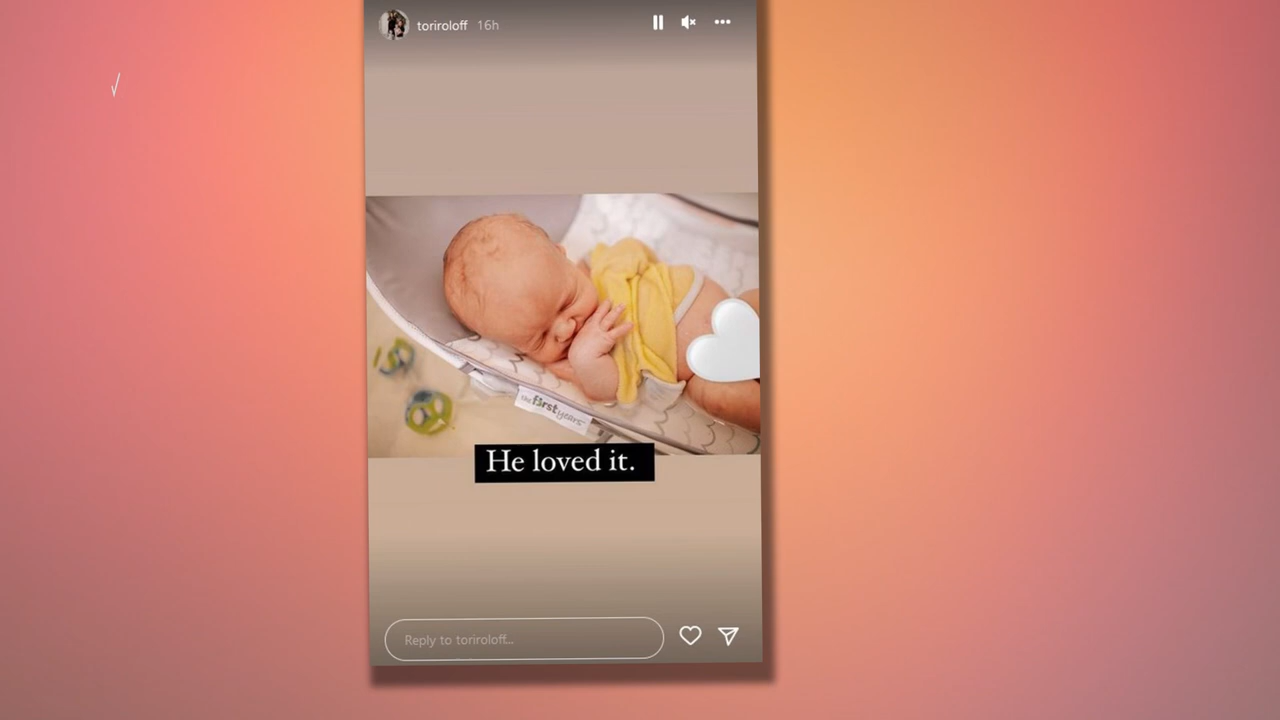 toriroloff 16h
the first years
He loved it.
Reply to toriroloff...